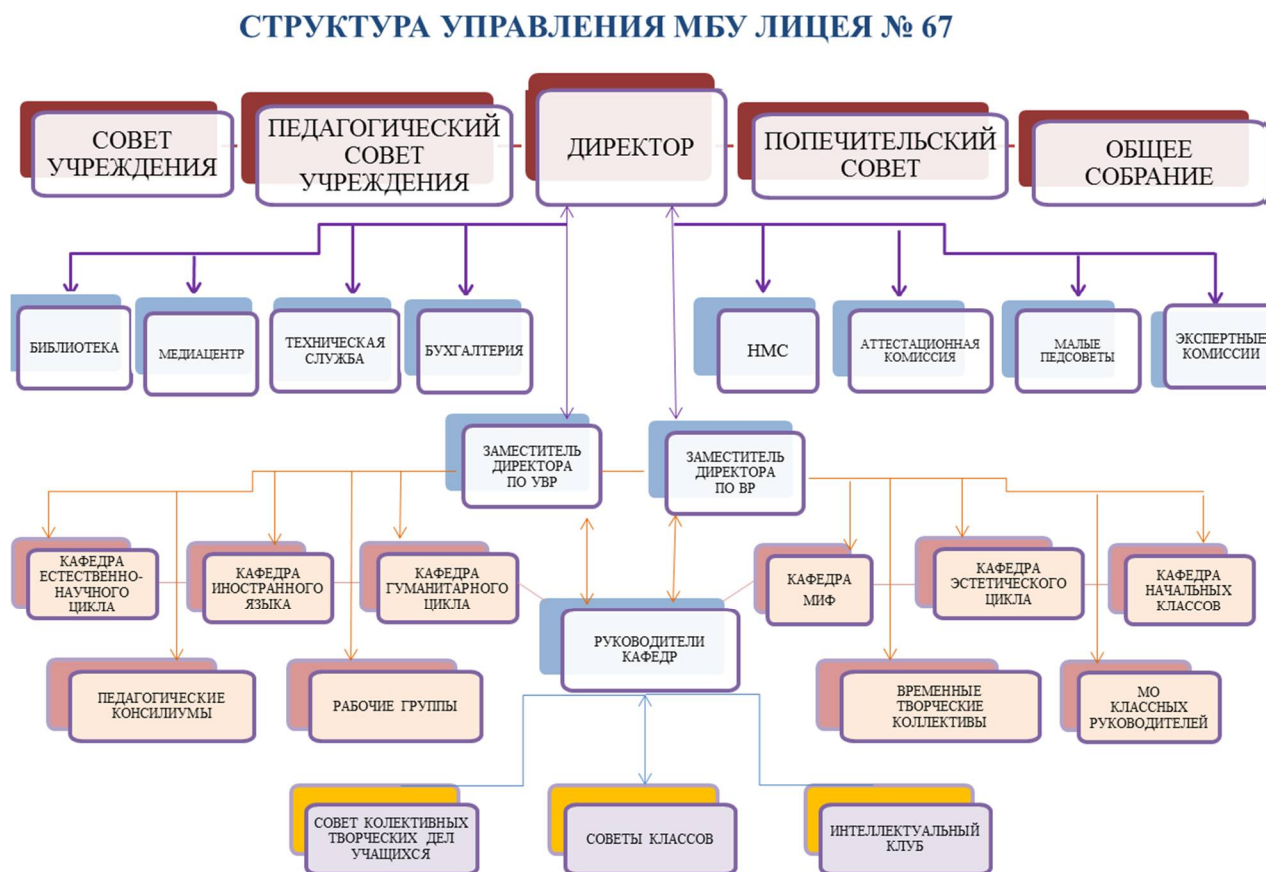 СТРУКТУРА УПРАВЛЕНИЯ МБУ ЛИЦЕЯ № 67
СОВЕТ
УЧРЕЖДЕНИЯ
ПЕДАГОГИЧЕСКИЙ
СОВЕТ
УЧРЕЖДЕНИЯ
ДИРЕКТОР
ПОПЕЧИТЕЛЬСКИЙ
СОВЕТ
ОБЩЕЕ
СОБРАНИЕ
БИБЛИОТЕКА
МЕДИАЦЕНТР
ТЕХНИЧЕСКАЯ
СЛУЖБА
БУХГАЛТЕРИЯ
НМС
АТТЕСТАЦИОННАЯ
КОМИССИЯ
МАЛЫЕ
ПЕДСОВЕТЫ
ЭКСПЕРТНЫЕ
КОМИССИИ
ЗАМЕСТИТЕЛЬ
ДИРЕКТОРА
ПО УВР
ЗАМЕСТИТЕЛЬ
ДИРЕКТОРА
ПО ВР
КАФЕДРА
ЕСТЕСТВЕННО-
НАУЧНОГО
ЦИКЛА
КАФЕДРА
ИНОСТРАННОГО
ЯЗЫКА
КАФЕДРА
ГУМАНИТАРНОГО
ЦИКЛА
КАФЕДРА
МИФ
КАФЕДРА
ЭСТЕТИЧЕСКОГО
ЦИКЛА
КАФЕДРА
НАЧАЛЬНЫХ
КЛАССОВ
РУКОВОДИТЕЛИ
КАФЕДР
ПЕДАГОГИЧЕСКИЕ
КОНСИЛИУМЫ
РАБОЧИЕ ГРУППЫ
ВРЕМЕННЫЕ
ТВОРЧЕСКИЕ
КОЛЛЕКТИВЫ
МО
КЛАССНЫХ
РУКОВОДИТЕЛЕЙ
СОВЕТ КОЛЕКТИВНЫХ
ТВОРЧЕСКИХ ДЕЛ
УЧАЩИХСЯ
СОВЕТЫ КЛАССОВ
ИНТЕЛЛЕКТУАЛЬНЫЙ
КЛУБ